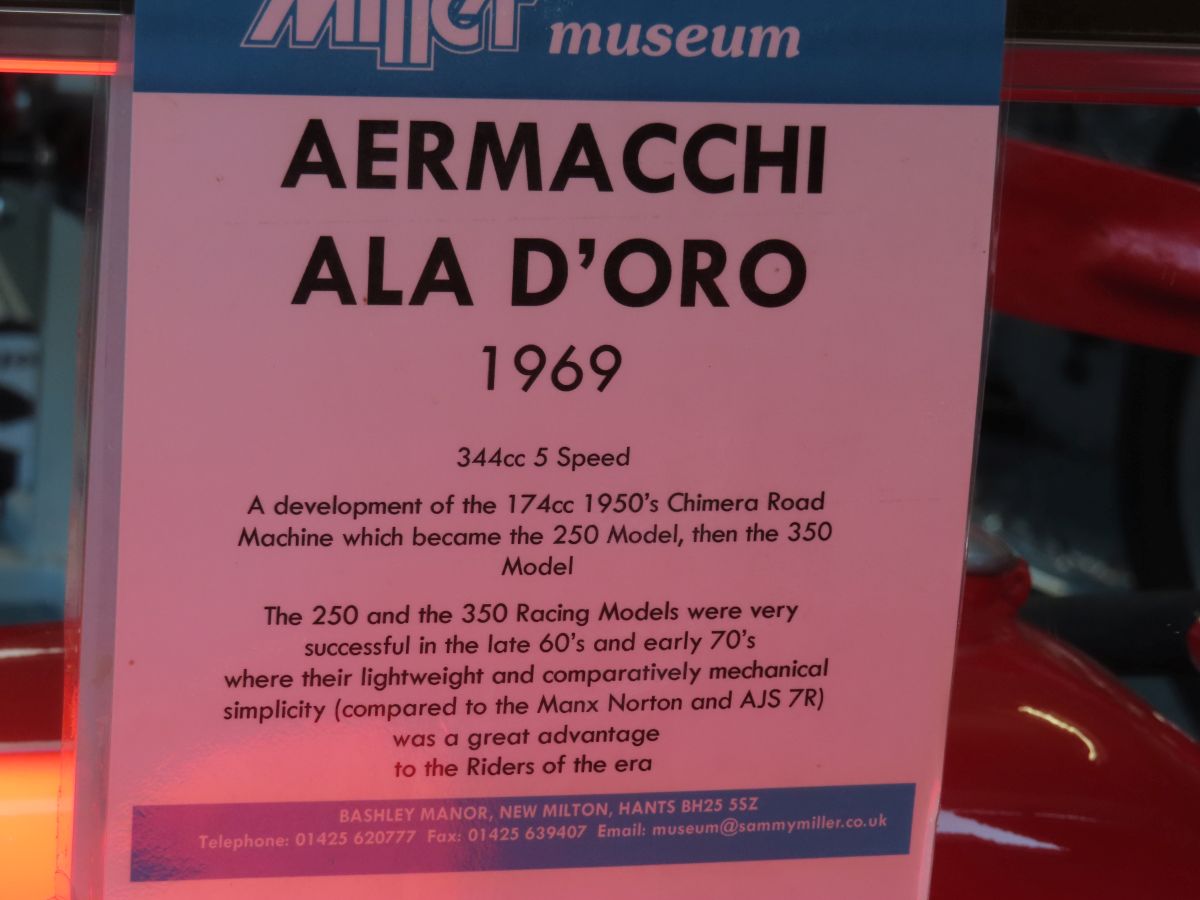 Miller museum
AERMACCHI
ALA D'ORO
1969
344cc 5 Speed
A development of the 174cc 1950's Chimera Road
Machine which became the 250 Model, then the 350
Model
The 250 and the 350 Racing Models were very
successful in the late 60's and early 70's
where their lightweight and comparatively mechanical
simplicity (compared to the Manx Norton and AJS 7R)
was a great advantage
to the Riders of the era
BASHLEY MANOR, NEW MILTON, HANTS BH25 5SZ
Telephone: 01425 620777 Fax: 01425 639407 Email: museum@sammymiller.co.uk